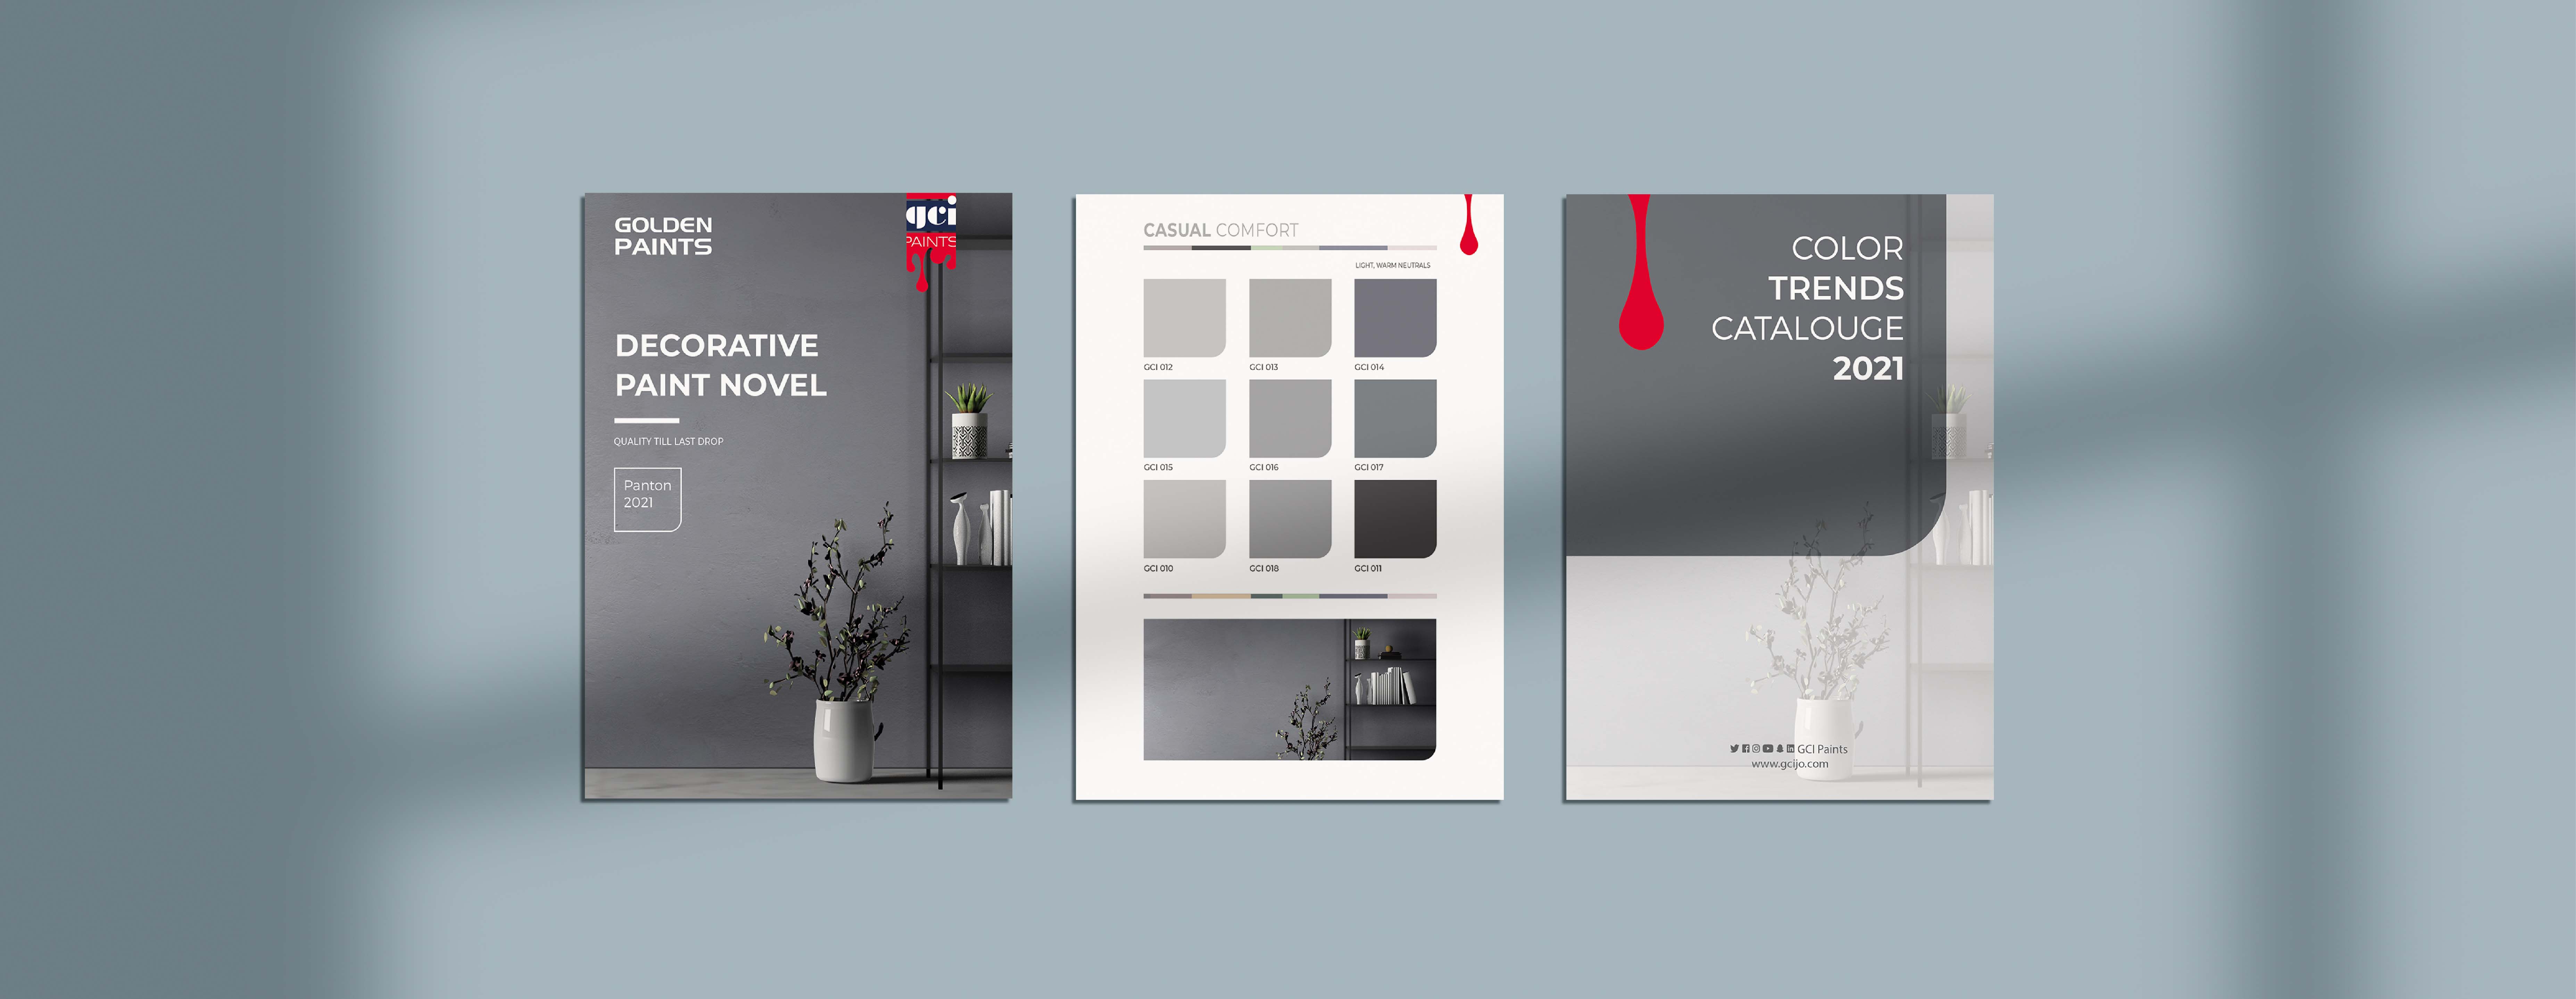 GOLDEN
PAINTS
gci
PAINTS
DECORATIVE
PAINT NOVEL
QUALITY TILL LAST DROP
Panton
2021
CASUAL COMFORT
LIGHT, WARM NEUTRALS
GCI 012
GCI 013
GCI 014
GCI 015
GCI 016
GCI 017
GCI 010
GCI 018
GCI 011
COLOR
TRENDS
CATALOUGE
2021
GCI Paints
www.gcijo.com